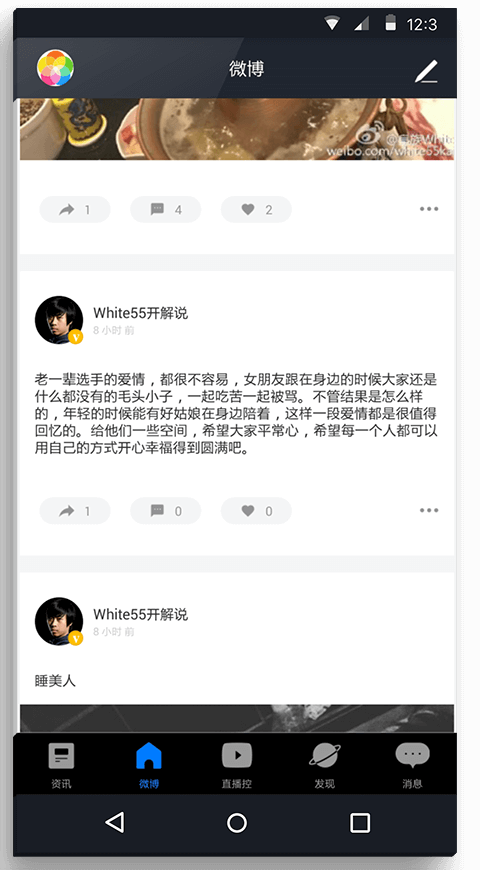 12:3
微博
weibo.com/white55kai
1
4
2
White55开解说
8 小时 前
老一辈选手的爱情，都很不容易，女朋友跟在身边的时候大家还是
什么都没有的毛头小子，一起吃苦一起被骂。不管结果是怎么样
的，年轻的时候能有好姑娘在身边陪着，这样一段爱情都是很值得
回忆的。给他们一些空间，希望大家平常心，希望每一个人都可以
用自己的方式开心幸福得到圆满吧。
1
0
0
White55开解说
8 小时 前
睡美人
资讯
微博
直播控
发现
消息